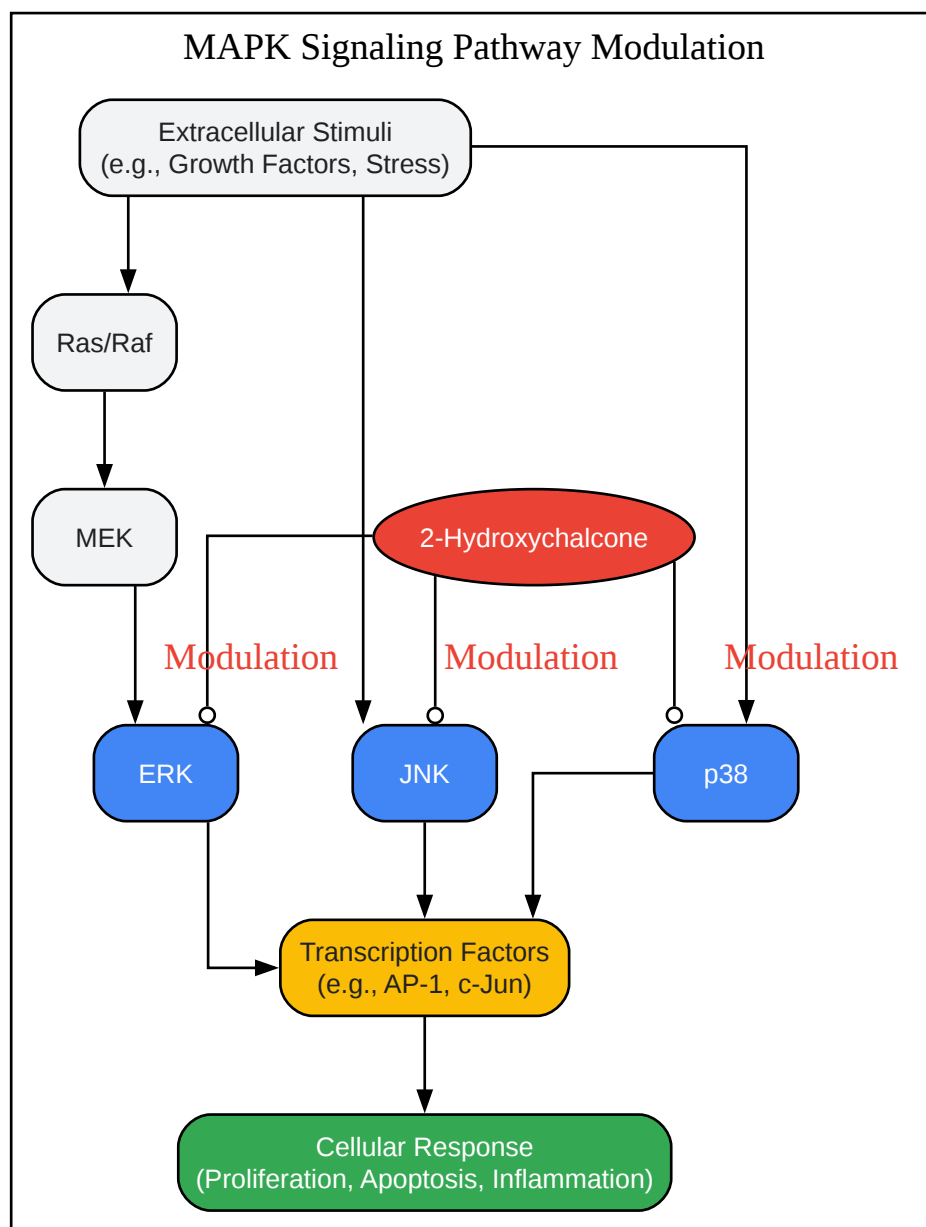 MAPK Signaling Pathway Modulation
Extracellular Stimuli
(e.g., Growth Factors, Stress)
Ras/Raf
MEK
2-Hydroxychalcone
Modulation
Modulation
Modulation
ERK
JNK
p38
Transcription Factors
(e.g., AP-1, c-Jun)
Cellular Response
(Proliferation, Apoptosis, Inflammation)